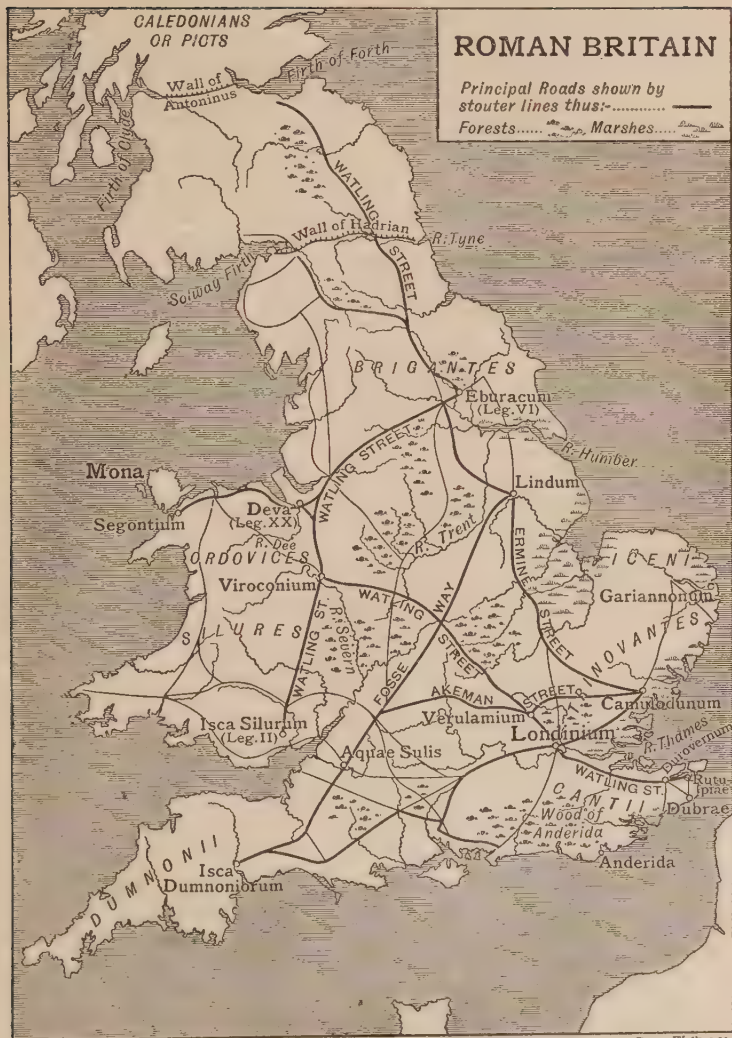 CALEDONIANS
OR PICTS
ROMAN BRITAIN
Principal Roads shown by
stouter lines thus:-............
Forests...... Marshes....
Firth of Forth
Wall of
Antoninus
Firth of Clyde
WATLING STREET
Wall of Hadrian
R. Tyne
Solway Firth
BRIGANTES
Eburacum
(Leg. VI)
R. Humber
WATLING STREET
Mona
Lindum
Segontium
Deva
(Leg. XX)
R. Trent
R. Dee
ORDOVICES
ICENI
Viroconium
Gariannonum
WATLING STREET
FOSSE WAY
ERMINE STREET
NOVANTES
SILURES
WATLING ST.
R. Severn
AKEMAN STREET
Camulodunum
Isca Silurum
(Leg. II)
Verulamium
Londinium
R. Thames
Aquae Sulis
Durovernum
WATLING ST.
Rutu
piae
CANTII
Dubrae
Wood of
Anderida
Anderida
DUMNONII
Isca
Dumnoniorum